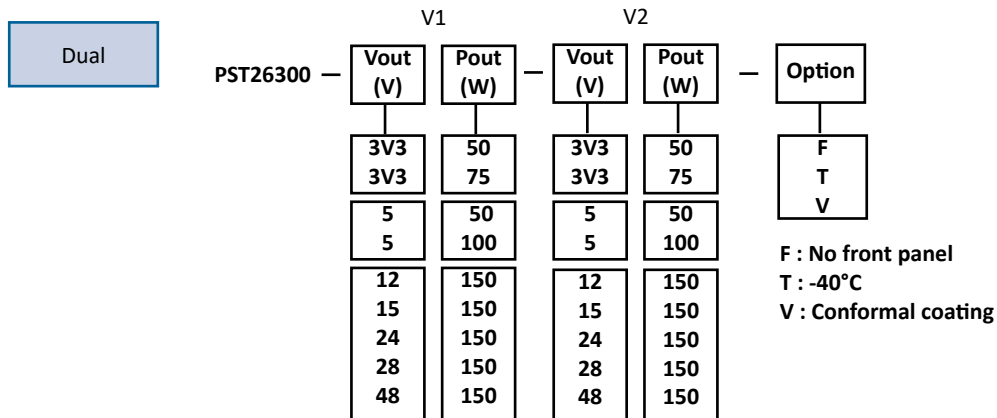 V1 V2
Dual
PST26300 — Vout (V) Pout (W) — Vout (V) Pout (W) — Option
3V3 50 3V3 50 F
3V3 75 3V3 75 T
V
5 50 5 50
5 100 5 100
F : No front panel
12 150 12 150
T : -40°C
15 150 15 150
V : Conformal coating
24 150 24 150
28 150 28 150
48 150 48 150